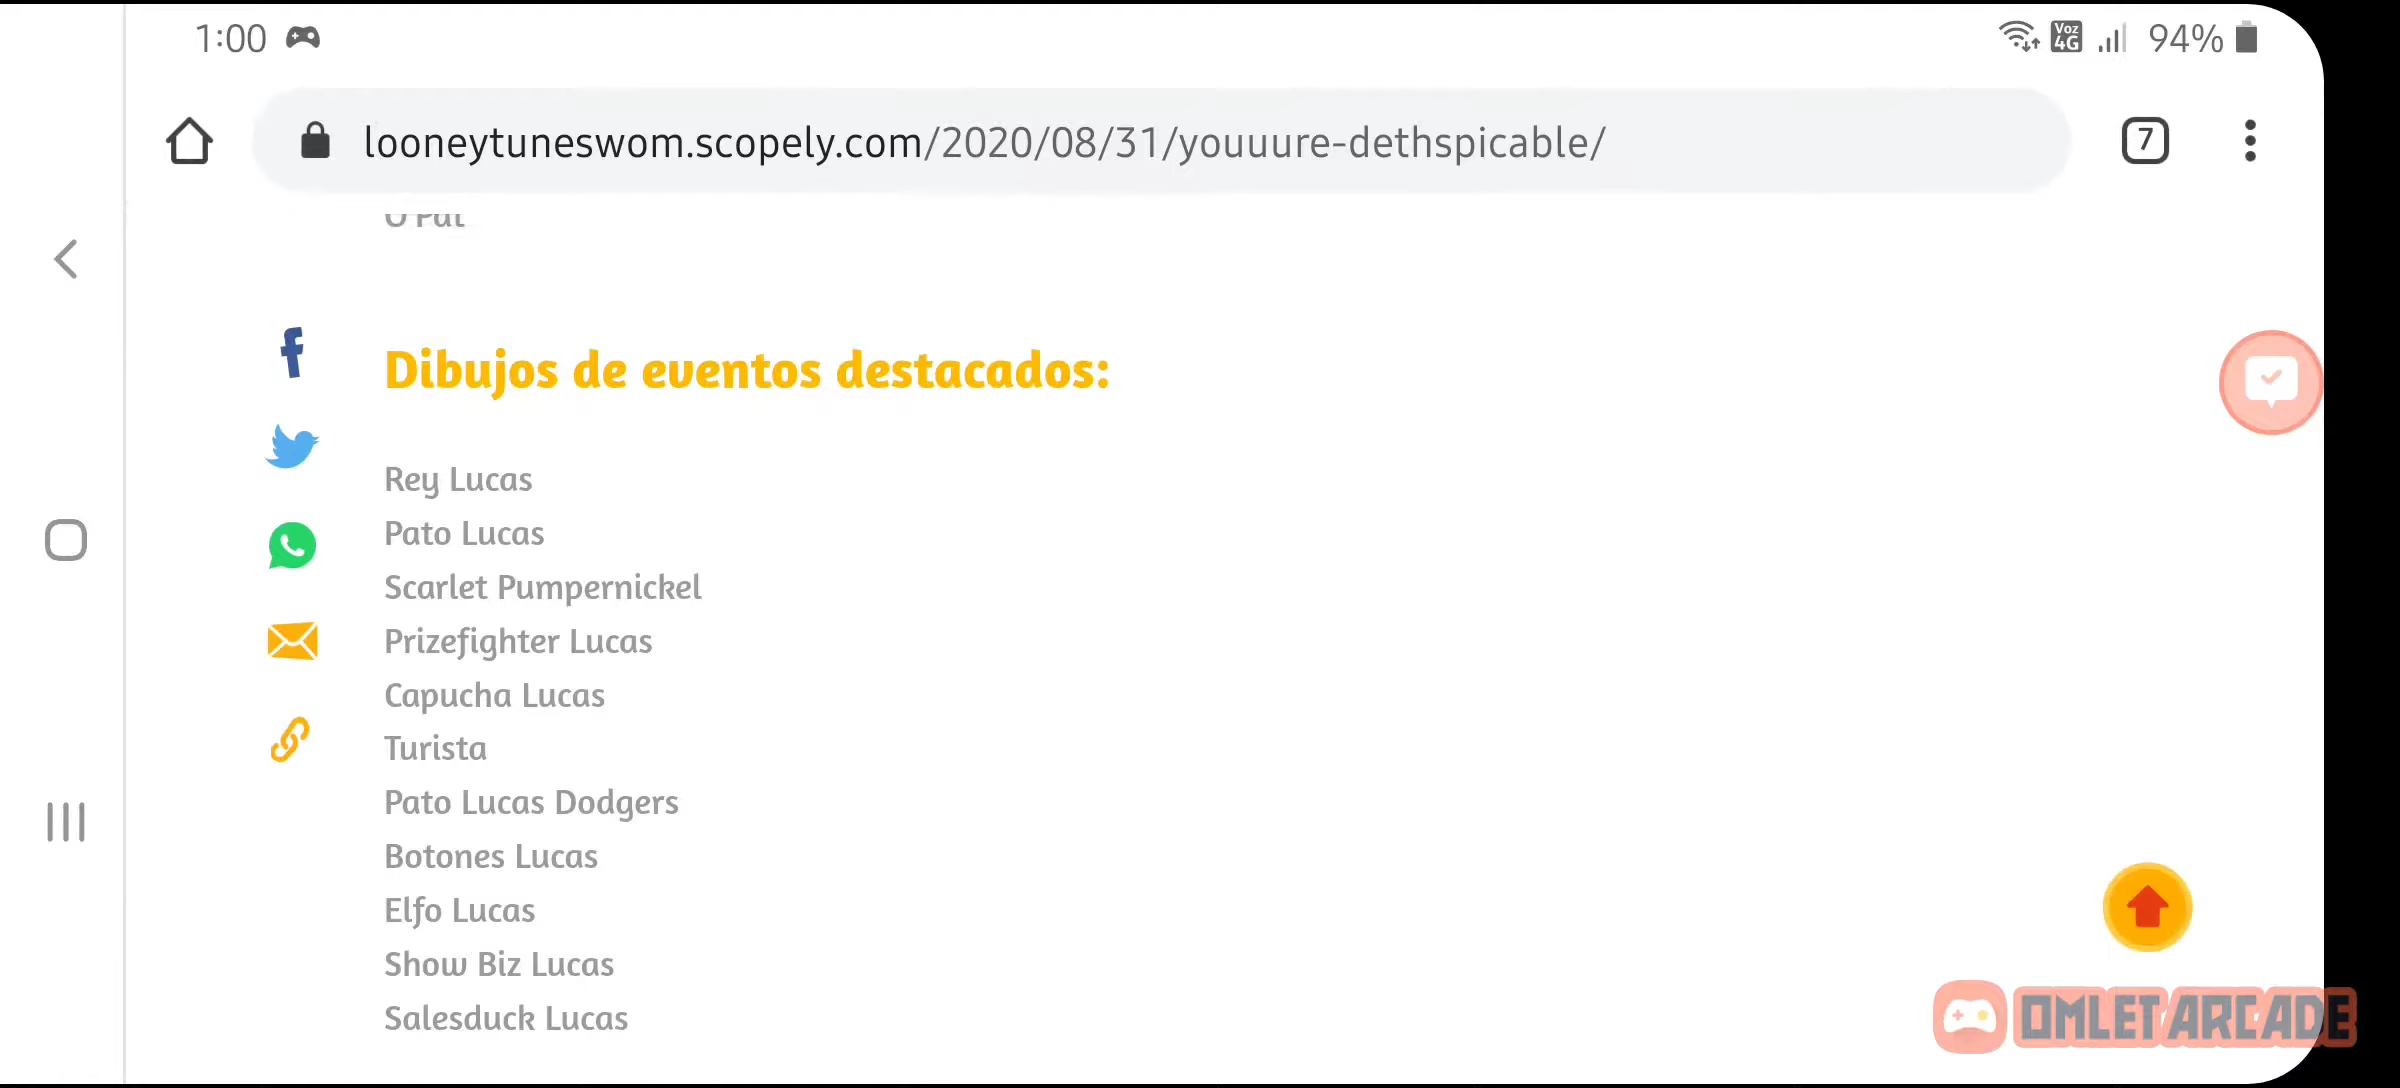 1:00
Voz 4G
94%
looneytuneswom.scopely.com/2020/08/31/youuure-dethspicable/
7
Dibujos de eventos destacados:
Rey Lucas
Pato Lucas
Scarlet Pumpernickel
Prizefighter Lucas
Capucha Lucas
Turista
Pato Lucas Dodgers
Botones Lucas
Elfo Lucas
Show Biz Lucas
Salesduck Lucas
OMLET ARCADE